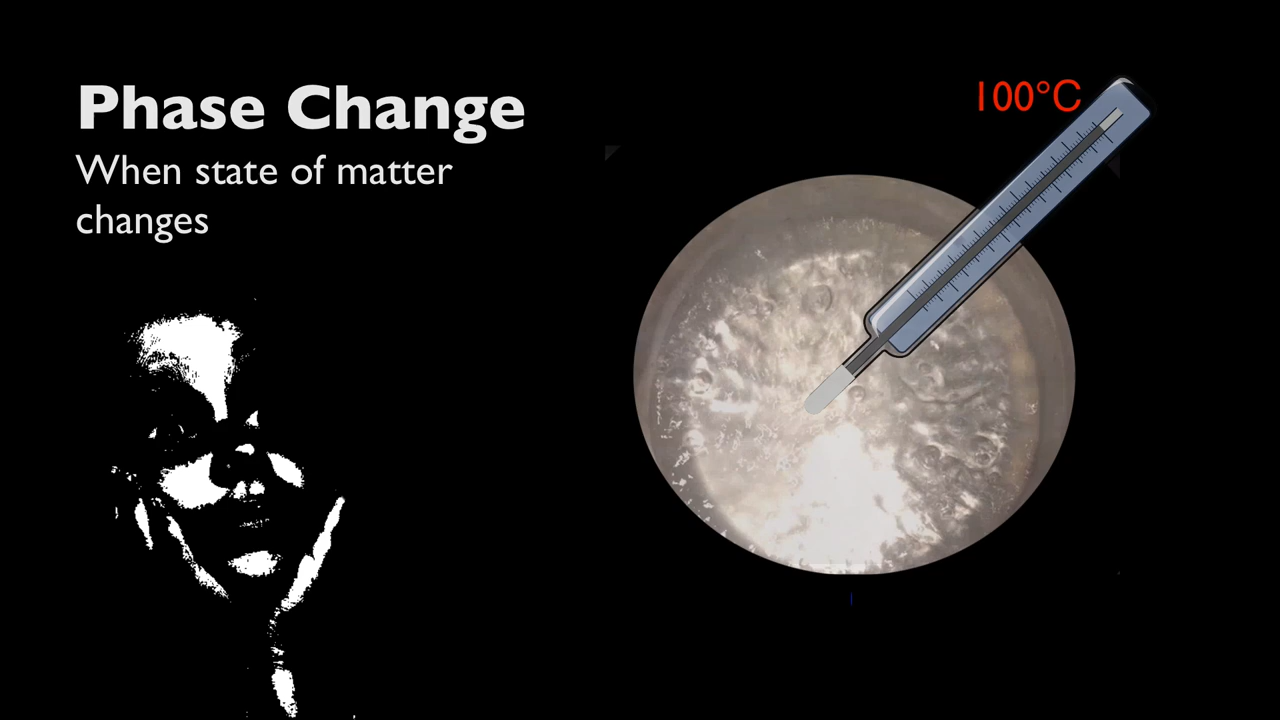 Phase Change
When state of matter
changes
100°C